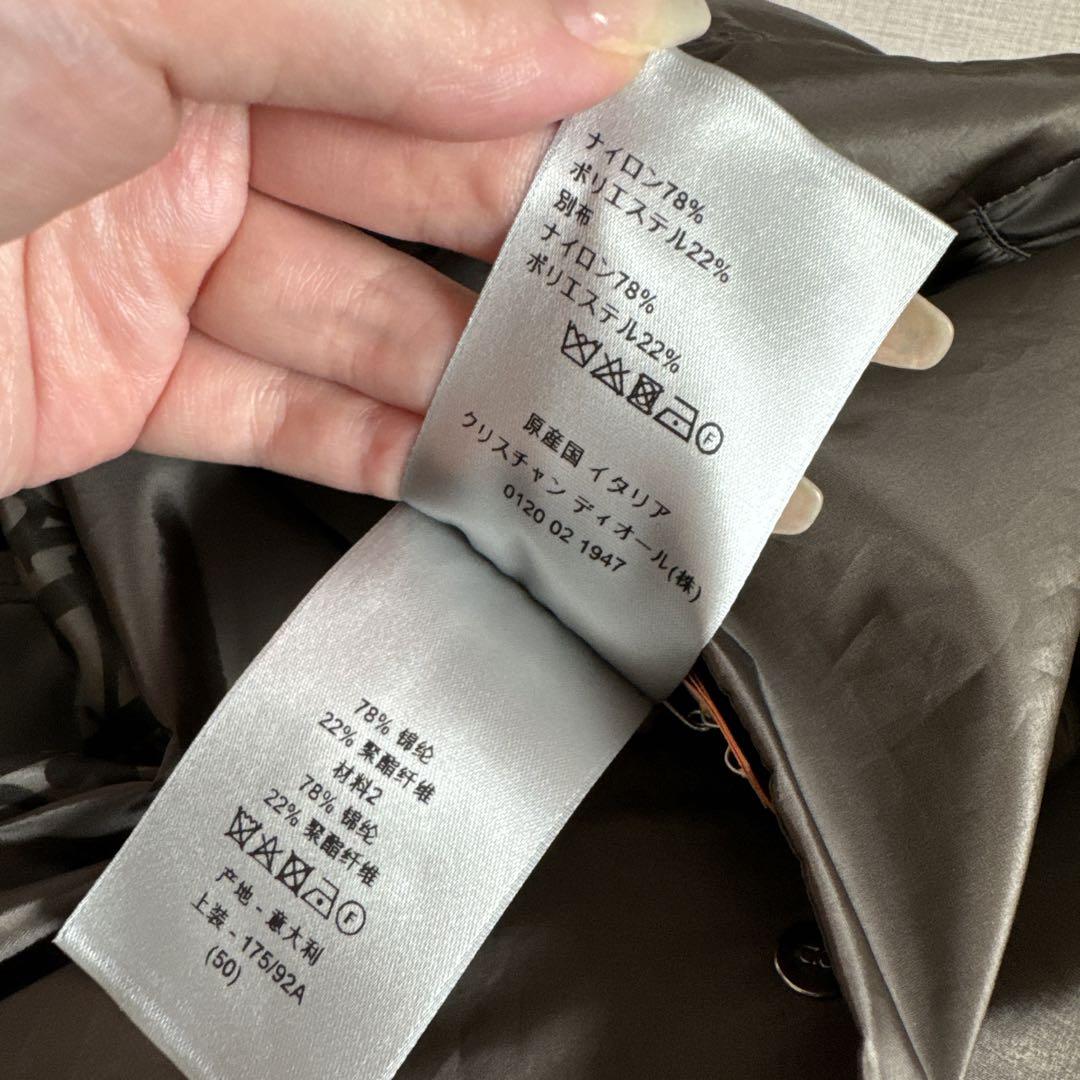 ナイロン78%
ポリエステル22%
別布
ナイロン78%
ポリエステル22%
F
原産国 イタリア
クリスチャン ディオール(株)
0120 02 1947
78% 锦纶
22% 聚酯纤维
材料2
78% 锦纶
22% 聚酯纤维
F
产地 - 意大利
上装 - 175/92A
(50)